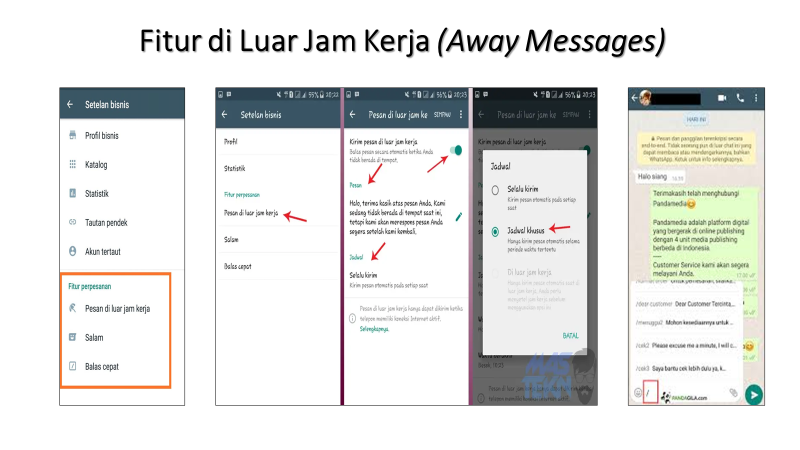 Fitur di Luar Jam Kerja (Away Messages)
Setelan bisnis
Profil bisnis
Katalog
Statistik
Tautan pendek
Akun tertaut
Fitur perpesanan
Pesan di luar jam kerja
Salam
Balas cepat
Setelan bisnis
Profil
Statistik
Fitur perpesanan
Pesan di luar jam kerja
Salam
Balas cepat
Pesan di luar jam ke SIMPAN
Kirim pesan di luar jam kerja
Balas pesan secara otomatis ketika Anda
tidak berada di tempat.
Pesan
Halo, terima kasih atas pesan Anda. Kami
sedang tidak berada di tempat saat ini,
tetapi kami akan merespons pesan Anda
segera setelah kami kembali.
Jadwal
Selalu kirim
Kirim pesan otomatis pada setiap saat
Pesan di luar jam kerja hanya dapat dikirim ketika
telepon memiliki koneksi Internet aktif.
Selengkapnya.
Pesan di luar jam ke SIMPAN
Kirim pesan di luar jam kerja
Jadwal
Selalu kirim
Kirim pesan otomatis pada setiap
saat
Jadwal khusus
Hanya kirim pesan otomatis selama
periode waktu tertentu
Di luar jam kerja
BATAL
HARI INI
Pesan dan panggilan terenkripsi secara
end-to-end. Tidak seorang pun di luar chat ini yang
dapat membaca atau mendengarkannya, bahkan
WhatsApp. Ketuk untuk info selengkapnya.
Halo siang
Terimakasih telah menghubungi
Pandamedia
Pandamedia adalah platform digital
yang bergerak di online publishing
dengan 4 unit media publishing
berbeda di Indonesia.
----
Customer Service kami akan segera
melayani Anda.
/dear customer Dear Customer Tercinta...
/menunggu2 Mohon kesediaannya untuk ...
/cek2 Please excuse me a minute, I will c...
/cek3 Saya bantu cek lebih dulu ya, k...
/
PANDAGILA.com